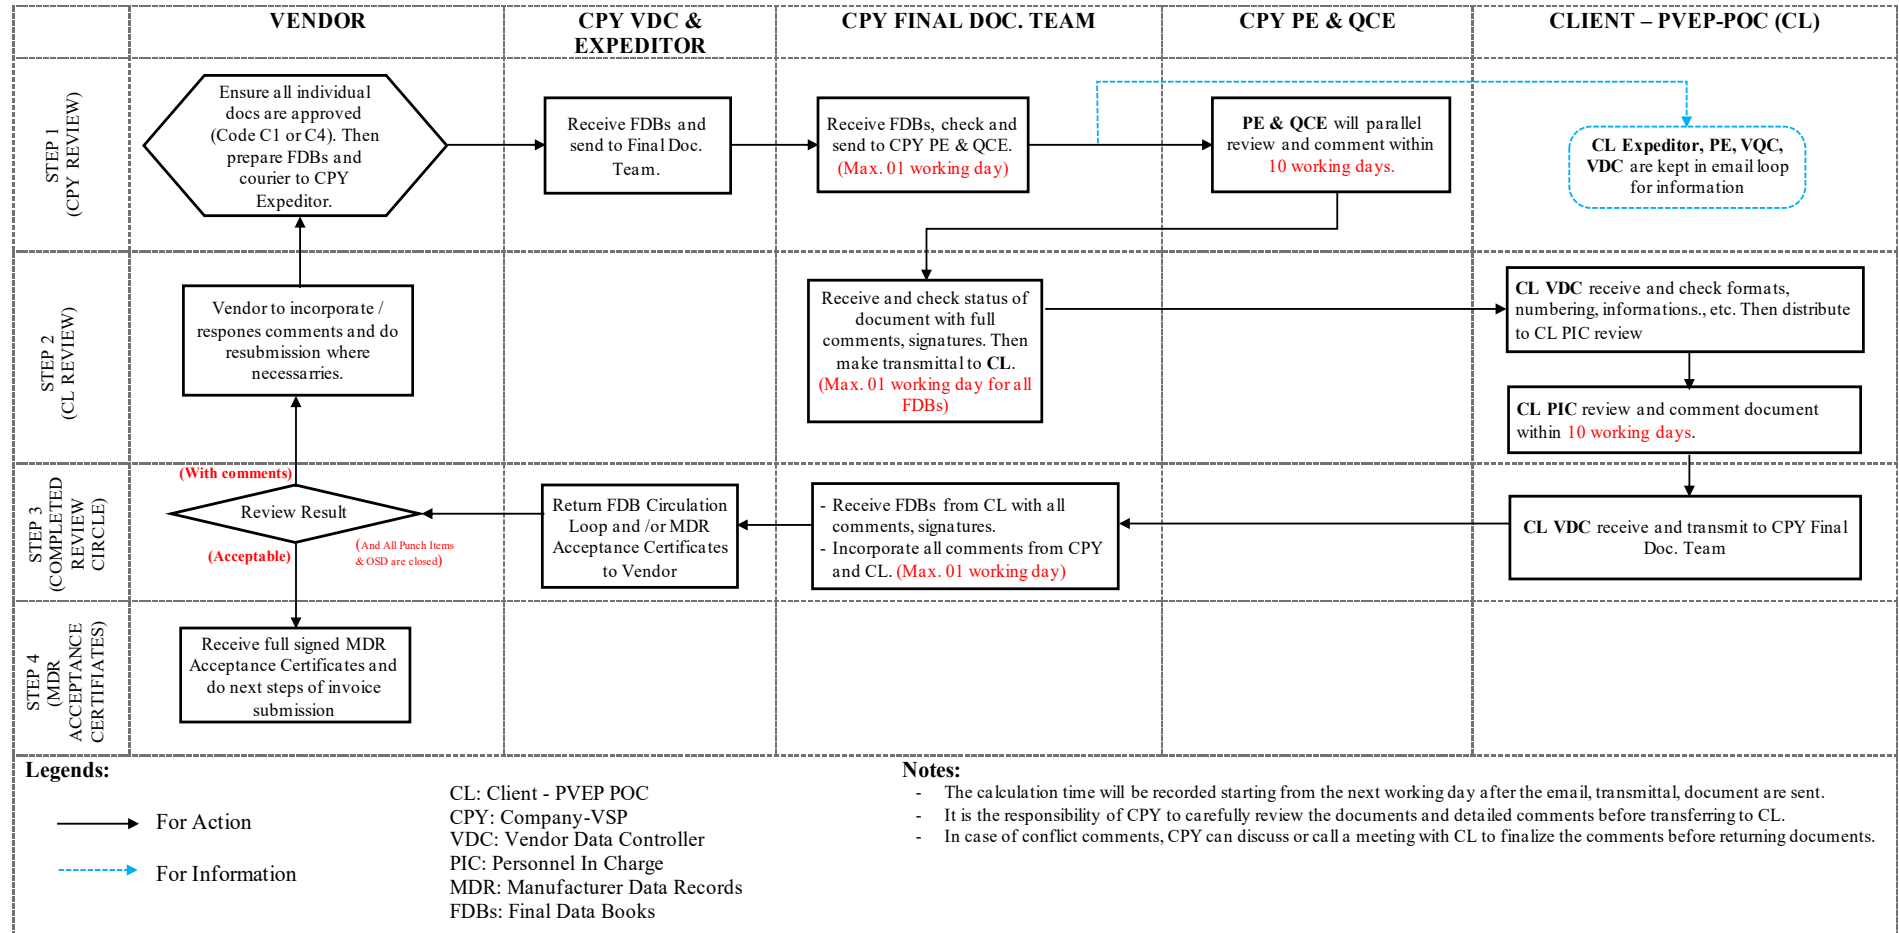 VENDOR
CPY VDC &
EXPEDITOR
CPY FINAL DOC. TEAM
CPY PE & QCE
CLIENT – PVEP-POC (CL)
STEP 1
(CPY REVIEW)
Ensure all individual
docs are approved
(Code C1 or C4). Then
prepare FDBs and
courier to CPY
Expeditor.
Receive FDBs and
send to Final Doc.
Team.
Receive FDBs, check and
send to CPY PE & QCE.
(Max. 01 working day)
PE & QCE will parallel
review and comment within
10 working days.
CL Expeditor, PE, VQC,
VDC are kept in email loop
for information
STEP 2
(CL REVIEW)
Vendor to incorporate /
respones comments and do
resubmission where
necessarries.
Receive and check status of
document with full
comments, signatures. Then
make transmittal to CL.
(Max. 01 working day for all
FDBs)
CL VDC receive and check formats,
numbering, informations., etc. Then distribute
to CL PIC review
CL PIC review and comment document
within 10 working days.
STEP 3
(COMPLETED
REVIEW
CIRCLE)
(With comments)
Review Result
(Acceptable)
(And All Punch Items
& OSD are closed)
Return FDB Circulation
Loop and /or MDR
Acceptance Certificates
to Vendor
- Receive FDBs from CL with all
comments, signatures.
- Incorporate all comments from CPY
and CL. (Max. 01 working day)
CL VDC receive and transmit to CPY Final
Doc. Team
STEP 4
(MDR
ACCEPTANCE
CERTIFIATES)
Receive full signed MDR
Acceptance Certificates and
do next steps of invoice
submission
Legends:
For Action
For Information
CL: Client - PVEP POC
CPY: Company-VSP
VDC: Vendor Data Controller
PIC: Personnel In Charge
MDR: Manufacturer Data Records
FDBs: Final Data Books
Notes:
- The calculation time will be recorded starting from the next working day after the email, transmittal, document are sent.
- It is the responsibility of CPY to carefully review the documents and detailed comments before transferring to CL.
- In case of conflict comments, CPY can discuss or call a meeting with CL to finalize the comments before returning documents.